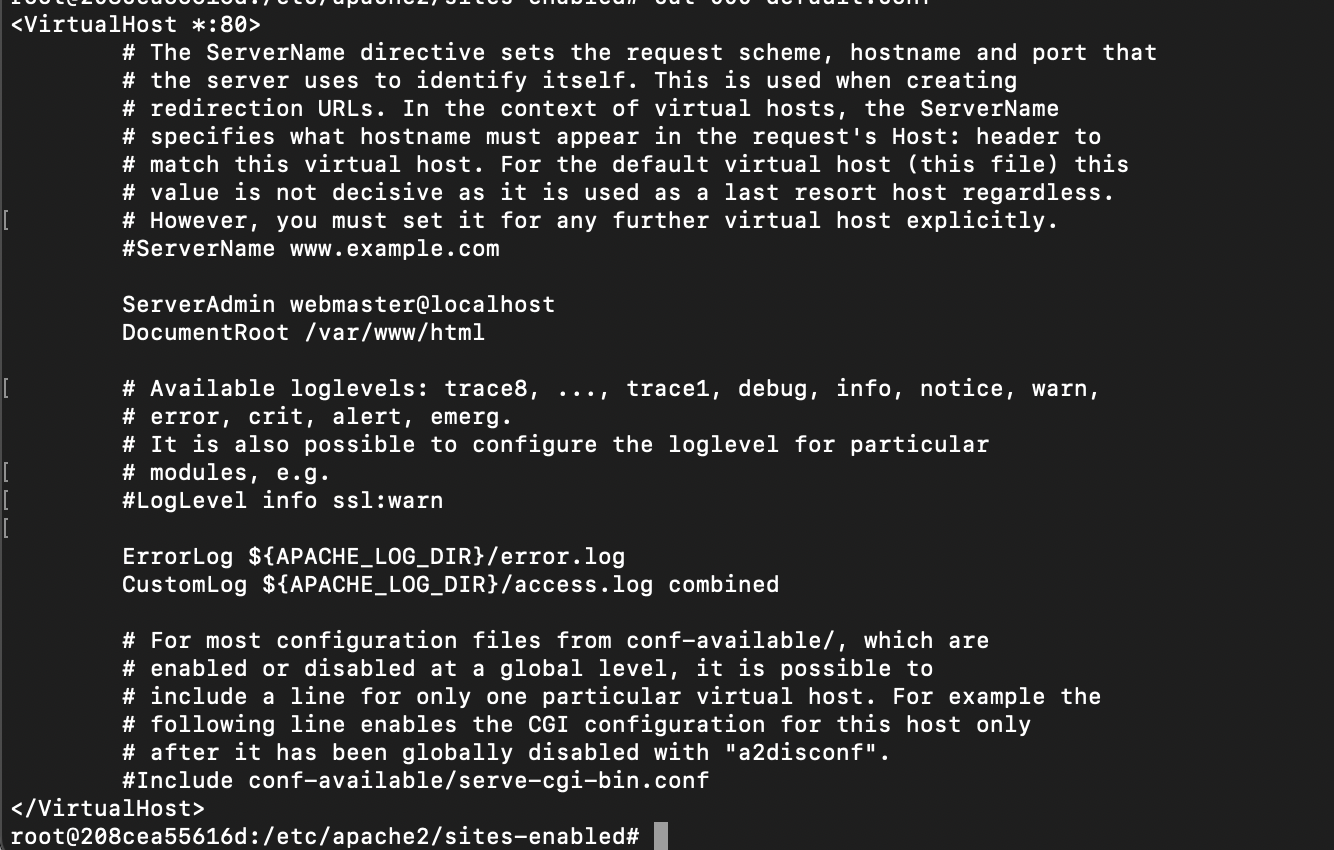 <VirtualHost *:80>
# The ServerName directive sets the request scheme, hostname and port that
# the server uses to identify itself. This is used when creating
# redirection URLs. In the context of virtual hosts, the ServerName
# specifies what hostname must appear in the request's Host: header to
# match this virtual host. For the default virtual host (this file) this
# value is not decisive as it is used as a last resort host regardless.
[ # However, you must set it for any further virtual host explicitly.
#ServerName www.example.com
ServerAdmin webmaster@localhost
DocumentRoot /var/www/html
[ # Available loglevels: trace8, ..., trace1, debug, info, notice, warn,
# error, crit, alert, emerg.
# It is also possible to configure the loglevel for particular
[ # modules, e.g.
[ #LogLevel info ssl:warn
[
ErrorLog ${APACHE_LOG_DIR}/error.log
CustomLog ${APACHE_LOG_DIR}/access.log combined
# For most configuration files from conf-available/, which are
# enabled or disabled at a global level, it is possible to
# include a line for only one particular virtual host. For example the
# following line enables the CGI configuration for this host only
# after it has been globally disabled with "a2disconf".
#Include conf-available/serve-cgi-bin.conf
</VirtualHost>
root@208cea55616d:/etc/apache2/sites-enabled#